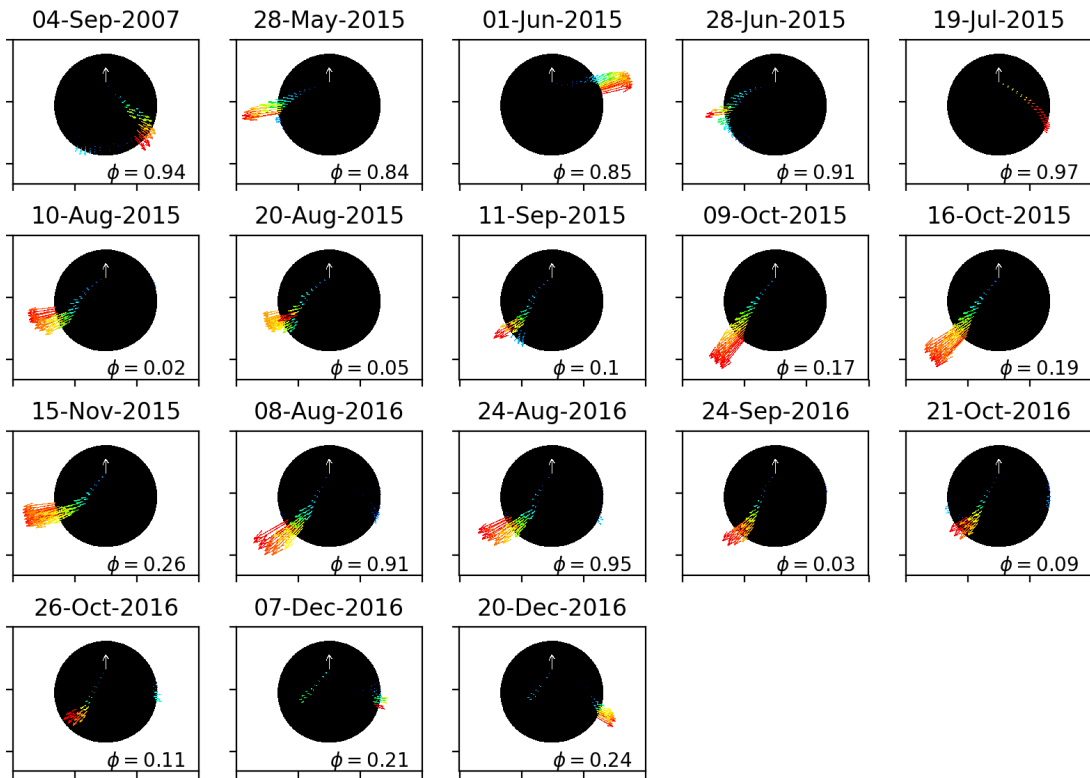 04-Sep-2007 28-May-2015 01-Jun-2015 28-Jun-2015 19-Jul-2015
ϕ = 0.94 ϕ = 0.84 ϕ = 0.85 ϕ = 0.91 ϕ = 0.97
10-Aug-2015 20-Aug-2015 11-Sep-2015 09-Oct-2015 16-Oct-2015
ϕ = 0.02 ϕ = 0.05 ϕ = 0.1 ϕ = 0.17 ϕ = 0.19
15-Nov-2015 08-Aug-2016 24-Aug-2016 24-Sep-2016 21-Oct-2016
ϕ = 0.26 ϕ = 0.91 ϕ = 0.95 ϕ = 0.03 ϕ = 0.09
26-Oct-2016 07-Dec-2016 20-Dec-2016
ϕ = 0.11 ϕ = 0.21 ϕ = 0.24